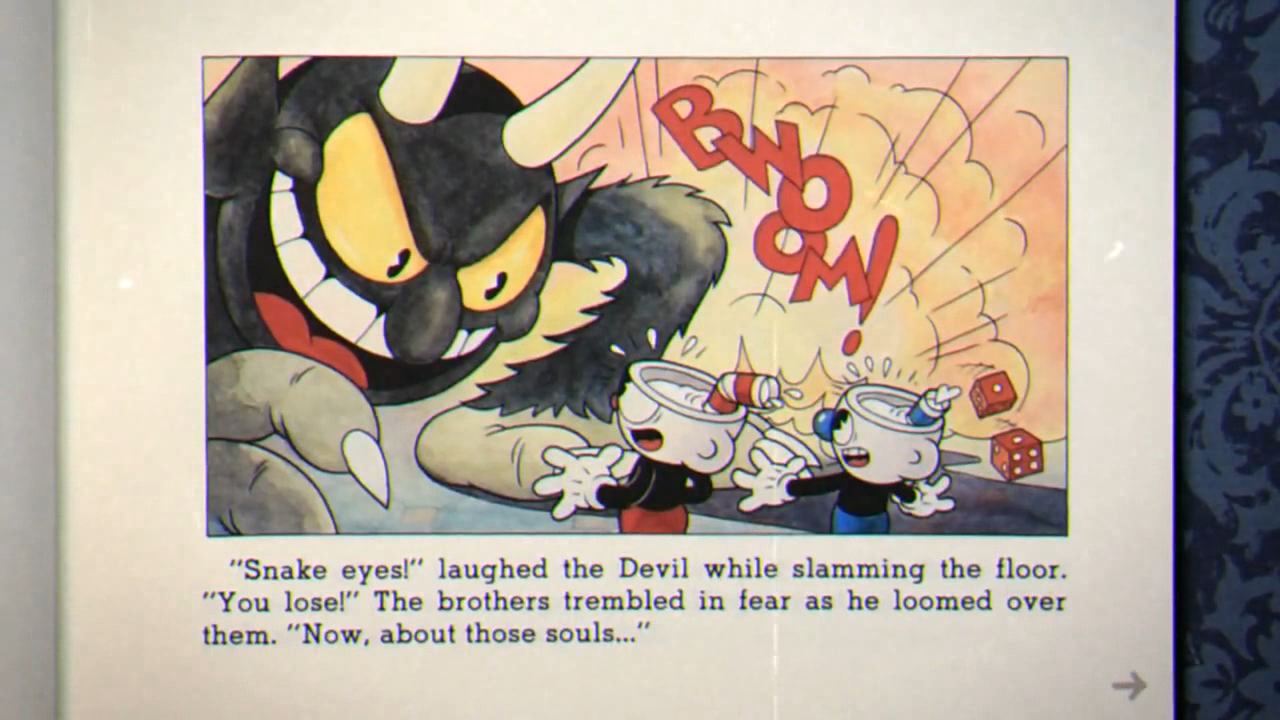 BWOOM!
"Snake eyes!" laughed the Devil while slamming the floor.
"You lose!" The brothers trembled in fear as he loomed over
them. "Now, about those souls..."